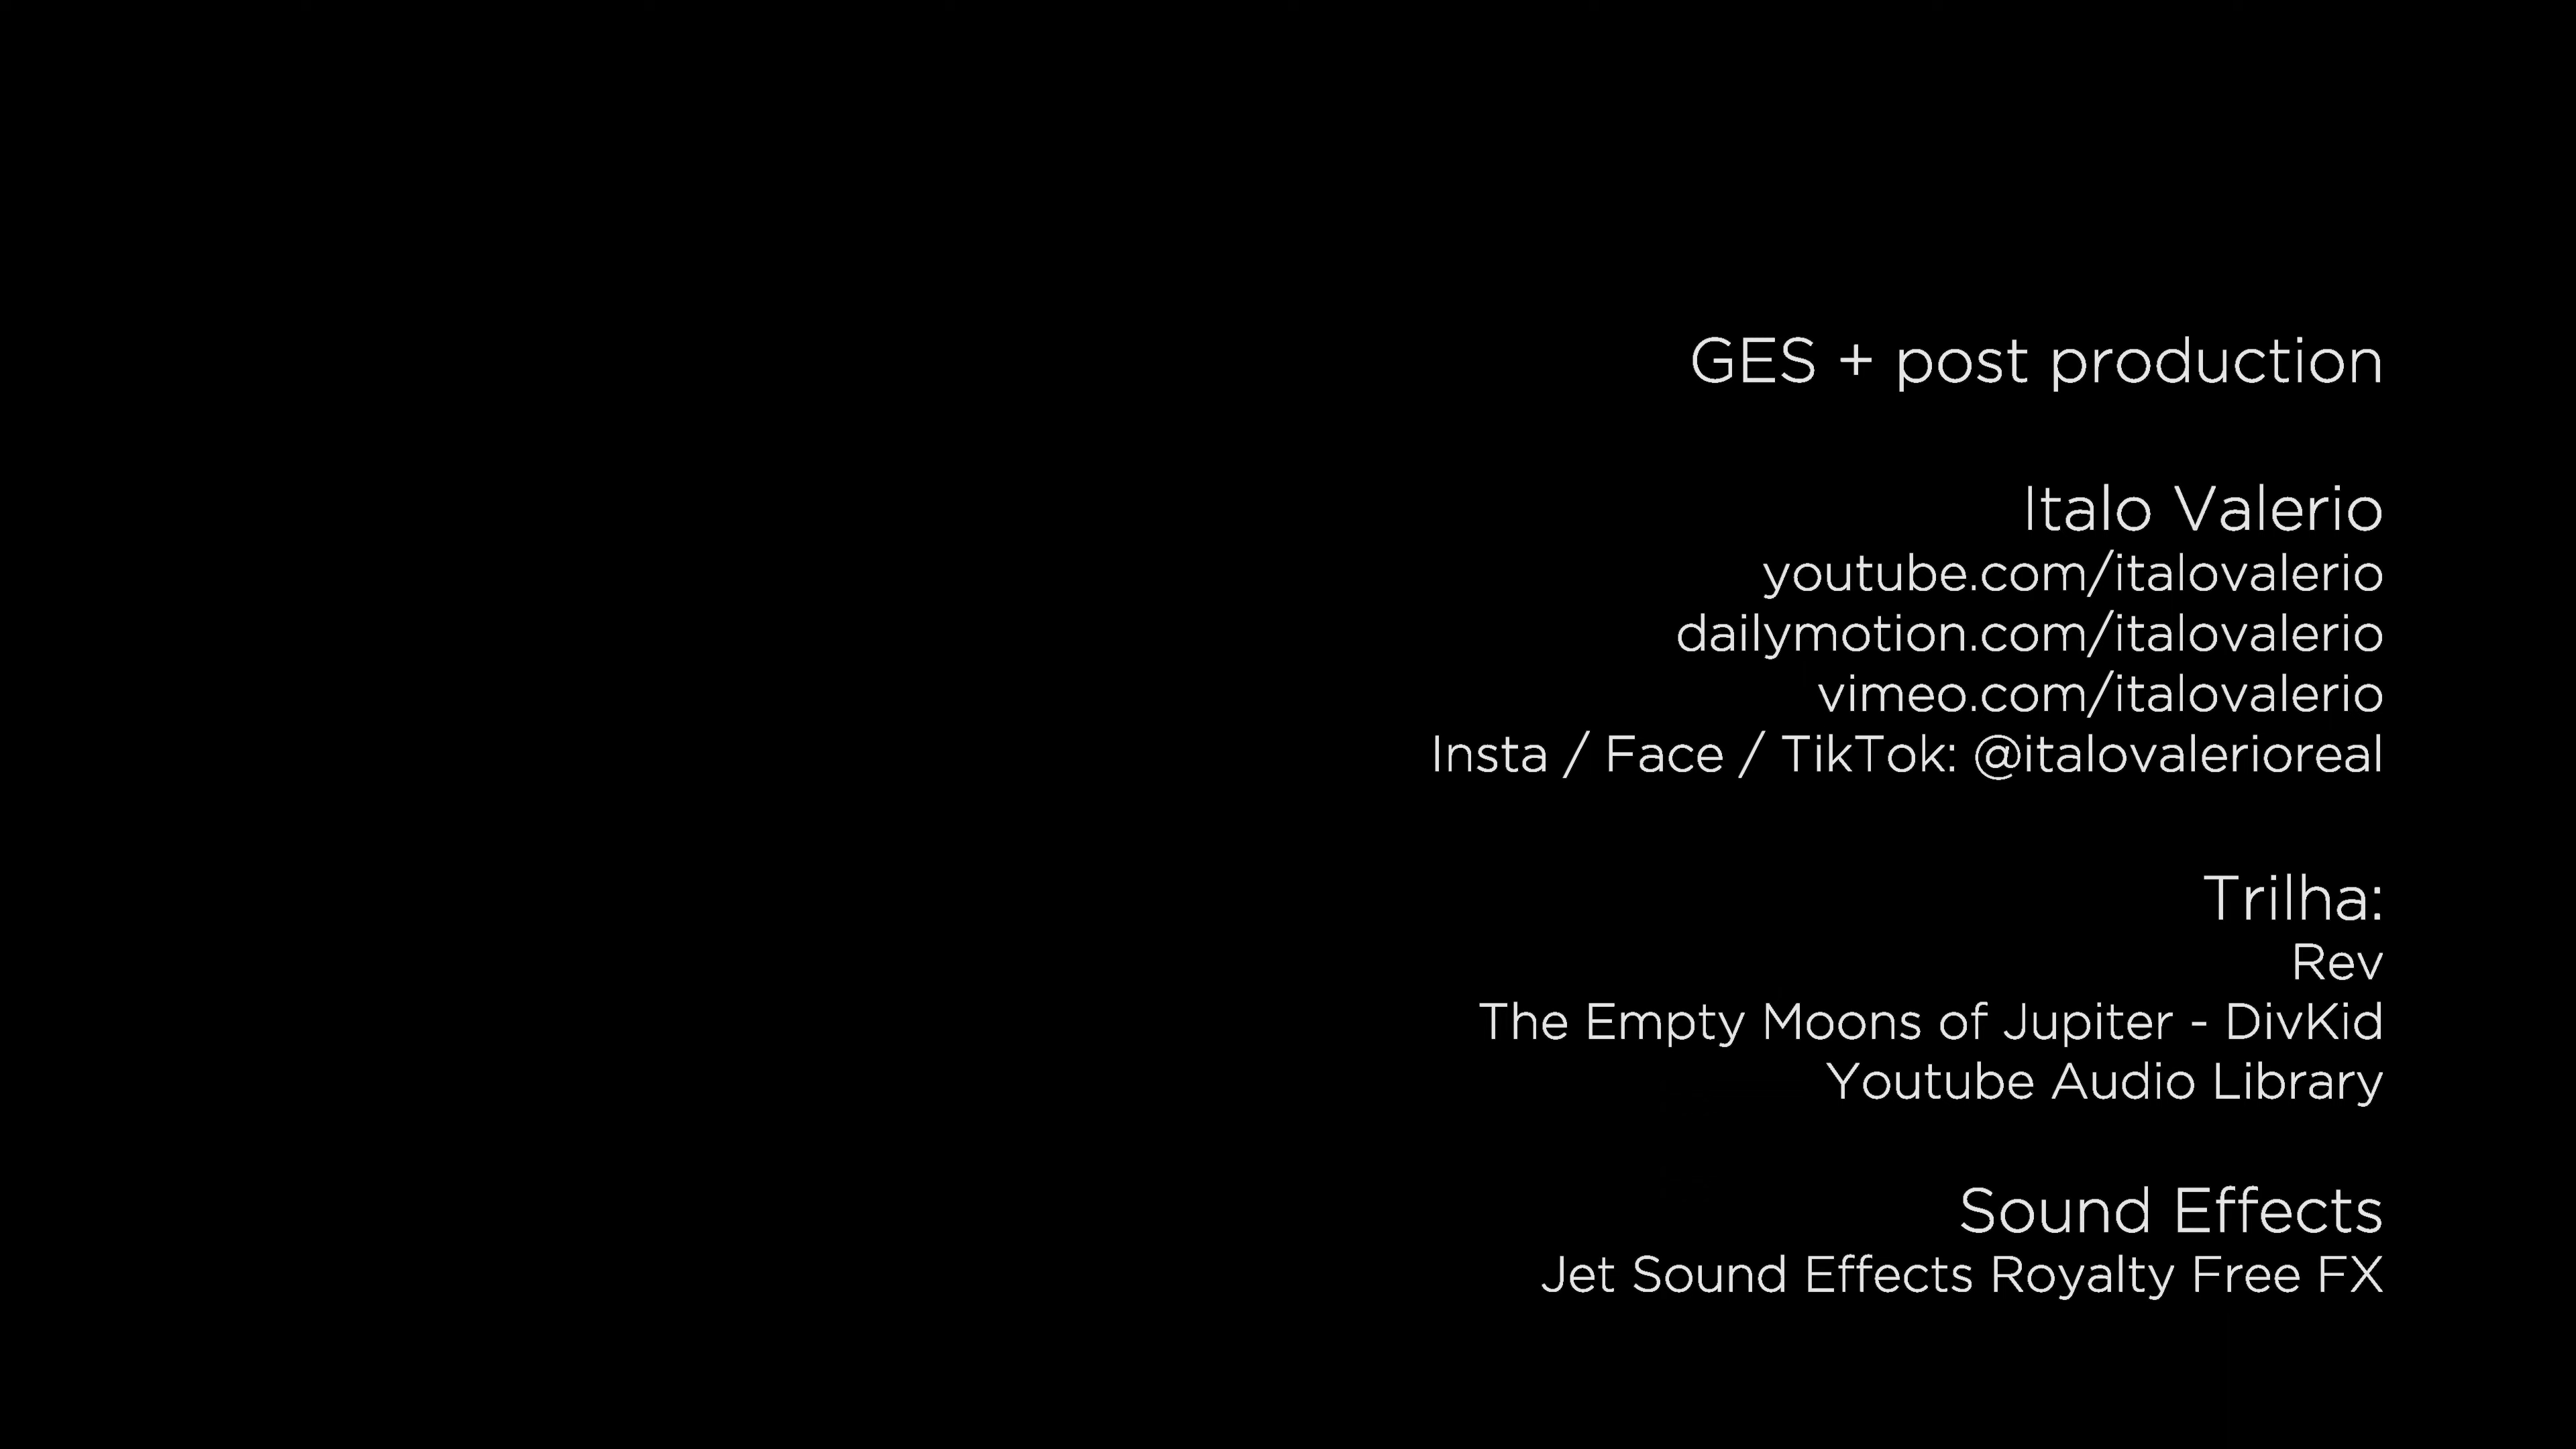 GES + post production
Italo Valerio
youtube.com/italovalerio
dailymotion.com/italovalerio
vimeo.com/italovalerio
Insta / Face / TikTok: @italovalerioreal
Trilha:
Rev
The Empty Moons of Jupiter - DivKid
Youtube Audio Library
Sound Effects
Jet Sound Effects Royalty Free FX